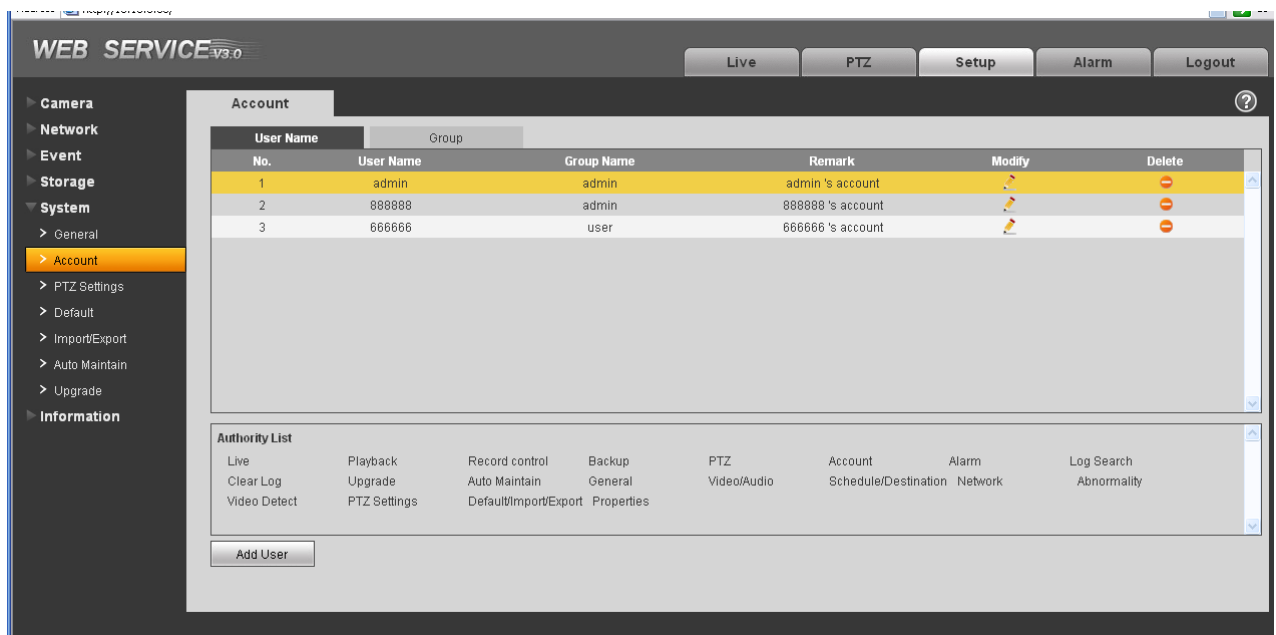 WEB SERVICE V3.0
Live PTZ Setup Alarm Logout
Camera
Network
Event
Storage
System
> General
> Account
> PTZ Settings
> Default
> Import/Export
> Auto Maintain
> Upgrade
Information
Account
User Name Group
No. User Name Group Name Remark Modify Delete
1 admin admin admin 's account
2 888888 admin 888888 's account
3 666666 user 666666 's account
Authority List
Live Playback Record control Backup PTZ Account Alarm Log Search
Clear Log Upgrade Auto Maintain General Video/Audio Schedule/Destination Network Abnormality
Video Detect PTZ Settings Default/Import/Export Properties
Add User